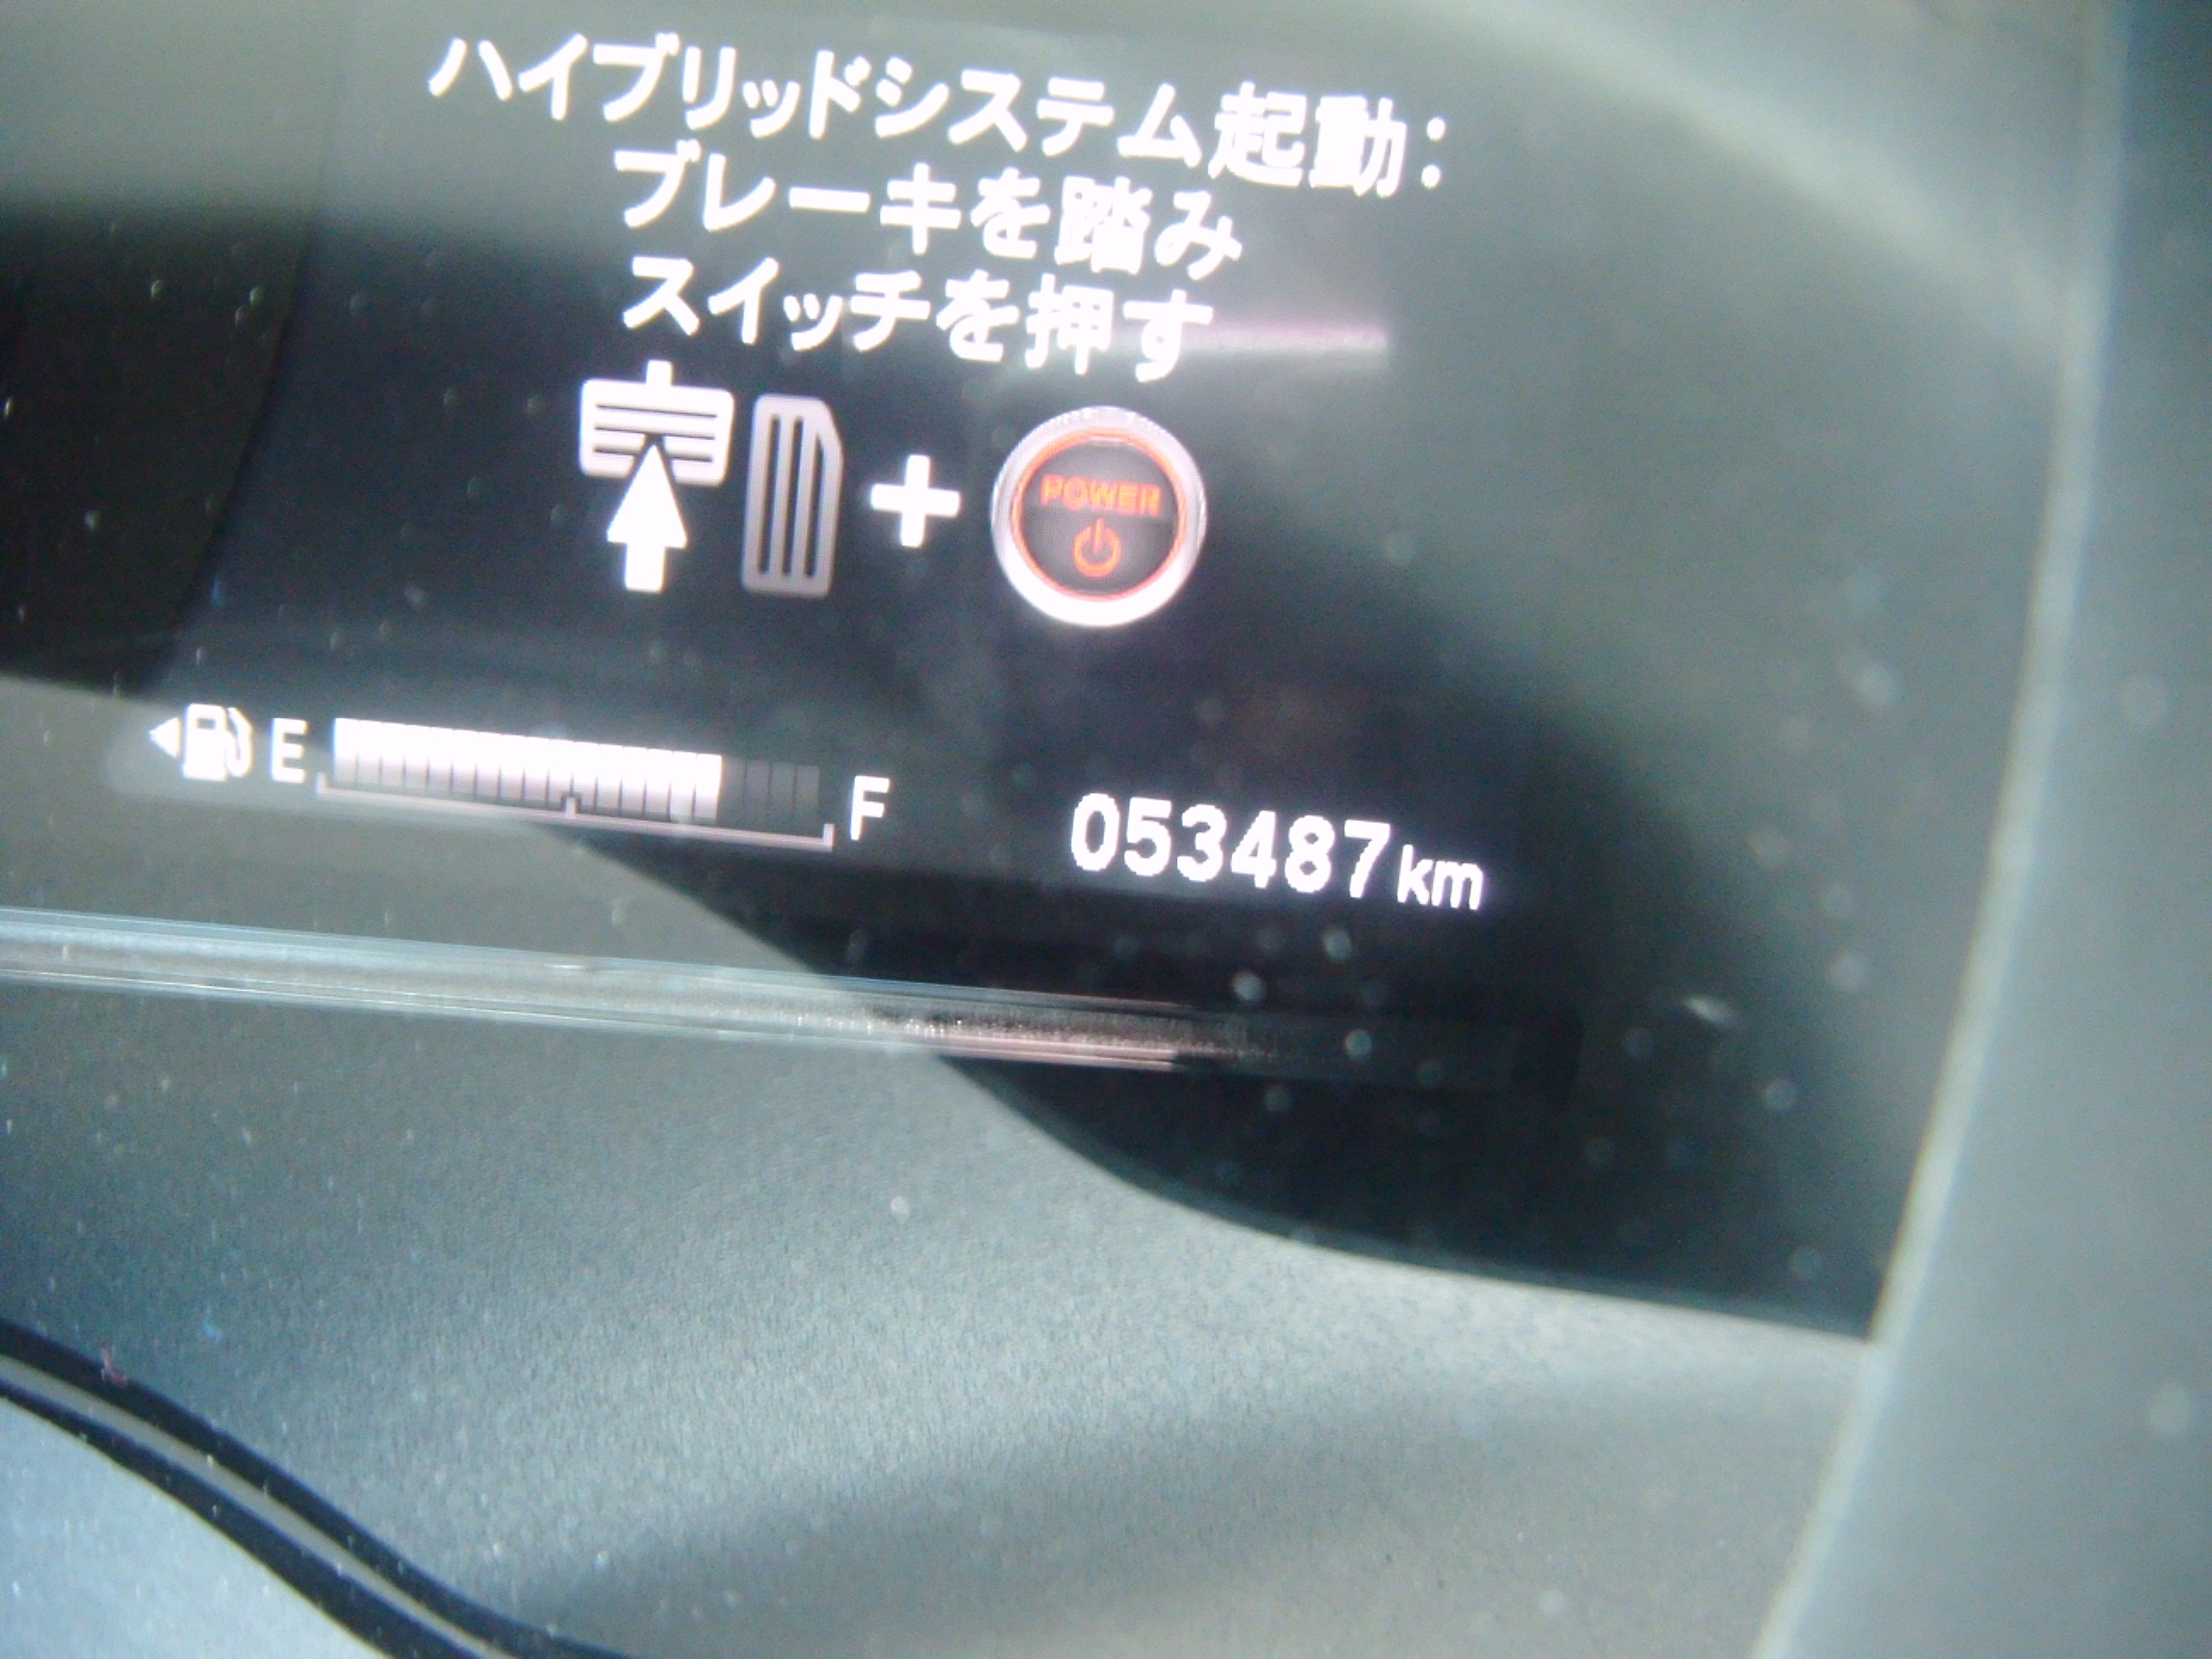 ハイブリッドシステム起動：
ブレーキを踏み
スイッチを押す
POWER
E F
053487km